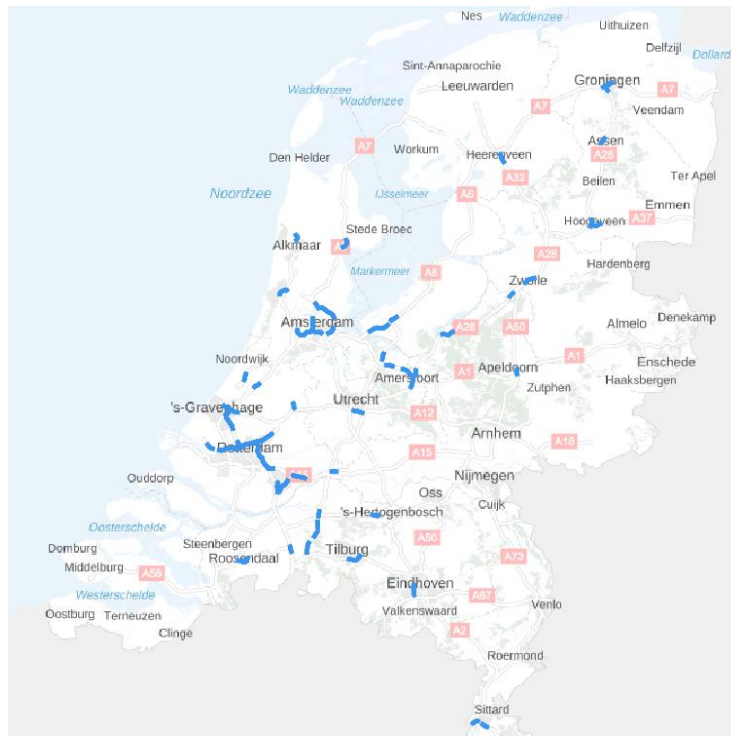 Nes
Waddenzee
Uithuizen
Delfzijl
Dollard
Sint-Annaparochie
Leeuwarden
Groningen
Waddenzee
Waddenzee
A7
A7
Veendam
A7
Workum
Heerenveen
Assen
A28
Den Helder
A32
Beilen
Ter Apel
Noordzee
IJsselmeer
A6
Emmen
Hoogeveen
A37
Stede Broec
Alkmaar
A28
Hardenberg
Markermeer
A6
Zwolle
Amsterdam
A28
A50
Almelo
Denekamp
Noordwijk
Amersfoort
A1
Apeldoorn
A1
Enschede
Haaksbergen
Zutphen
's-Gravenhage
Utrecht
A12
Arnhem
A18
Rotterdam
A15
Ouddorp
Nijmegen
Oss
Cuijk
's-Hertogenbosch
Oosterschelde
A50
Domburg
Steenbergen
Tilburg
A73
Middelburg
A58
Roosendaal
Eindhoven
Westerschelde
A67
Venlo
Oostburg
Terneuzen
Valkenswaard
Clinge
A2
Roermond
Sittard